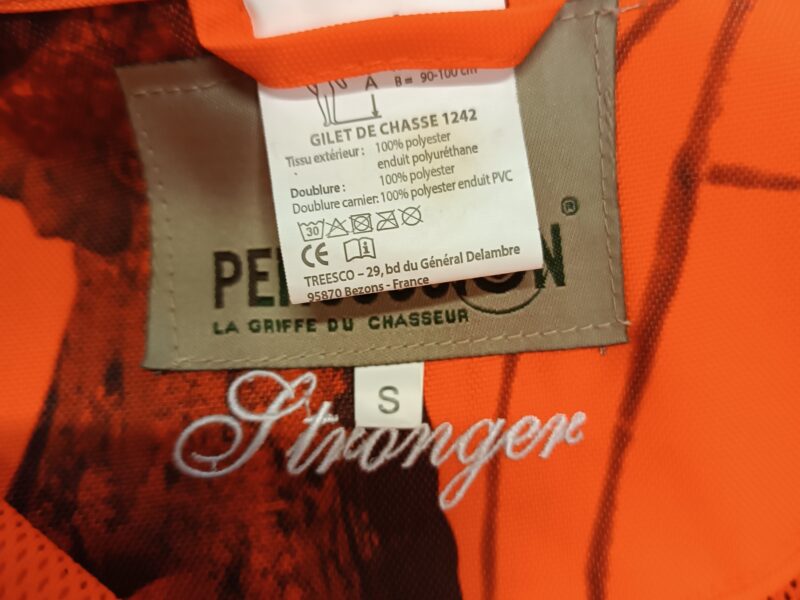 A B = 90-100 cm
GILET DE CHASSE 1242
Tissu extérieur : 100% polyester
enduit polyuréthane
Doublure : 100% polyester
Doublure carnier: 100% polyester enduit PVC
30
CE i
TREESCO – 29, bd du Général Delambre
95870 Bezons - France
®
LA GRIFFE DU CHASSEUR
S
Stronger